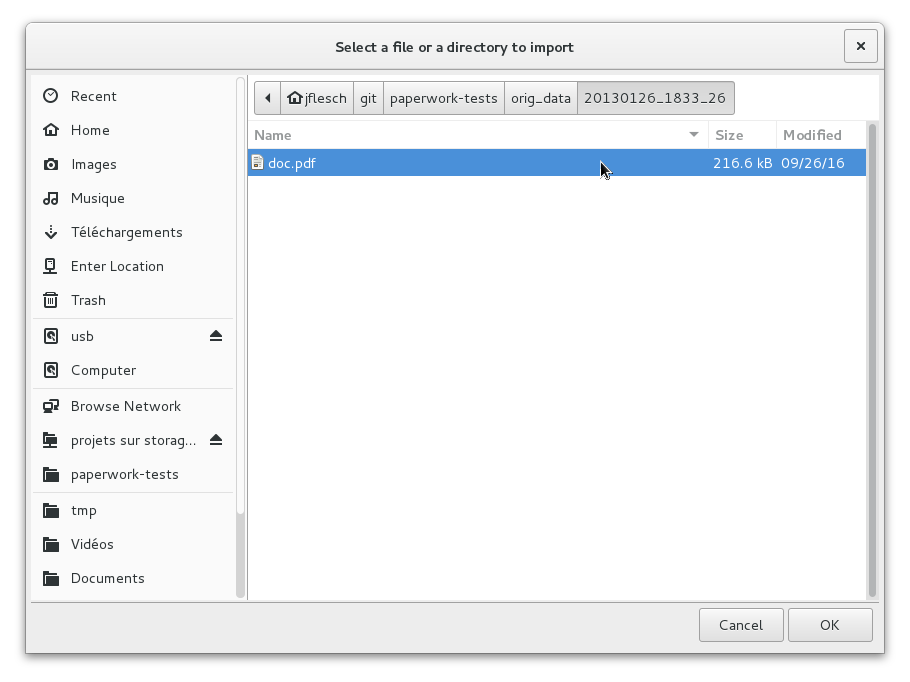 Select a file or a directory to import
jflesch git paperwork-tests orig_data 20130126_1833_26
Recent
Home
Images
Musique
Téléchargements
Enter Location
Trash
usb
Computer
Browse Network
projets sur storag...
paperwork-tests
tmp
Vidéos
Documents
Name Size Modified
doc.pdf 216.6 kB 09/26/16
Cancel OK